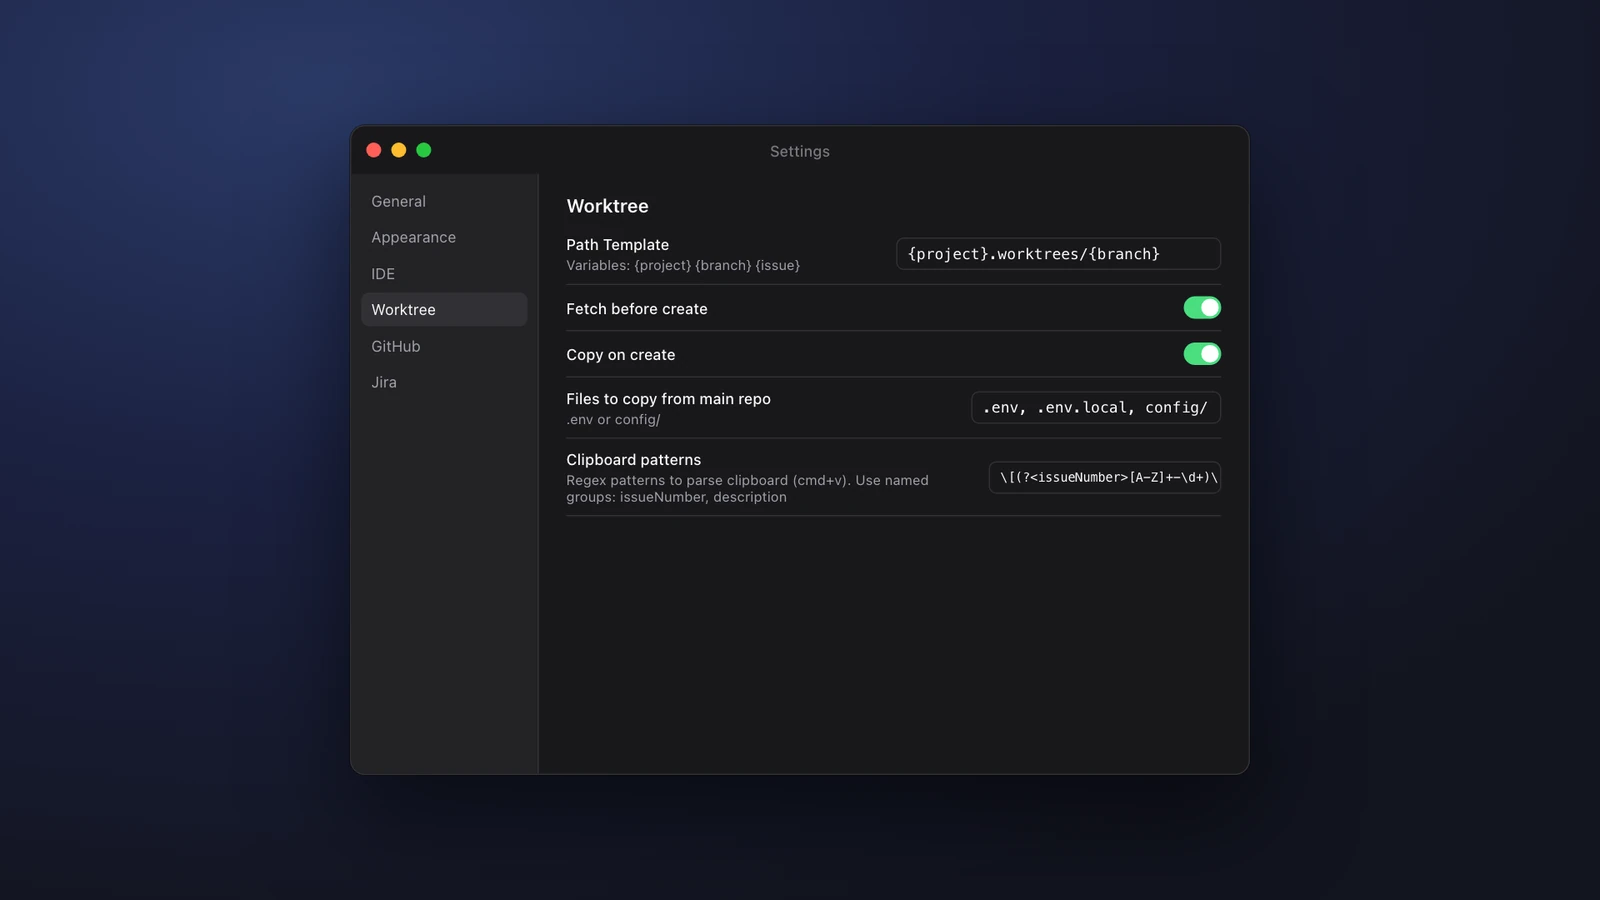 Settings
General
Appearance
IDE
Worktree
GitHub
Jira
Worktree
Path Template
Variables: {project} {branch} {issue}
{project}.worktrees/{branch}
Fetch before create
Copy on create
Files to copy from main repo
.env or config/
.env, .env.local, config/
Clipboard patterns
Regex patterns to parse clipboard (cmd+v). Use named
groups: issueNumber, description
\[(?<issueNumber>[A-Z]+-\d+)\